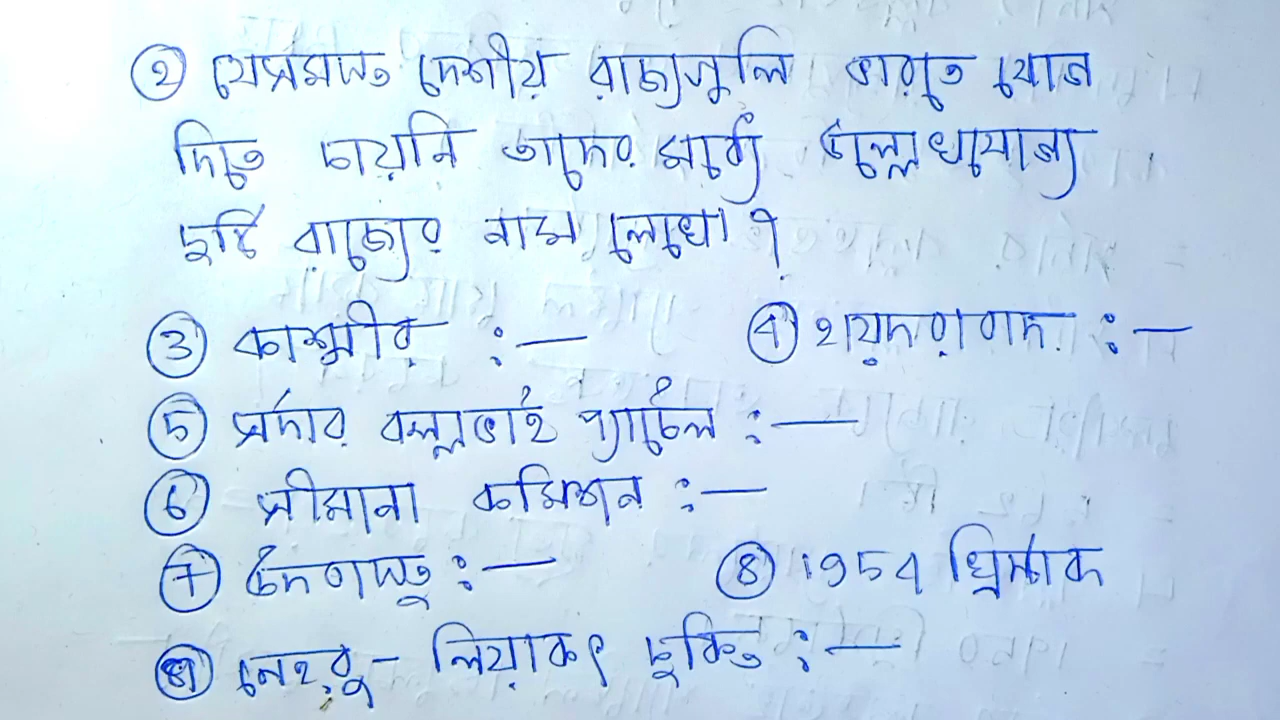 ② যেসমস্ত দেশীয় রাজ্যগুলি ভারতে যোগ
দিতে চায়নি তাদের মধ্যে উল্লেখযোগ্য
দুটি রাজ্যের নাম লেখো ?
③ কাশ্মীর :— ④ হায়দরাবাদ :—
⑤ সর্দার বল্লভভাই প্যাটেল :—
⑥ সীমানা কমিশন :—
⑦ উদবাস্তু :— ⑧ 1954 খ্রিস্টাব্দ
⑨ নেহরু - লিয়াকৎ চুক্তি :—